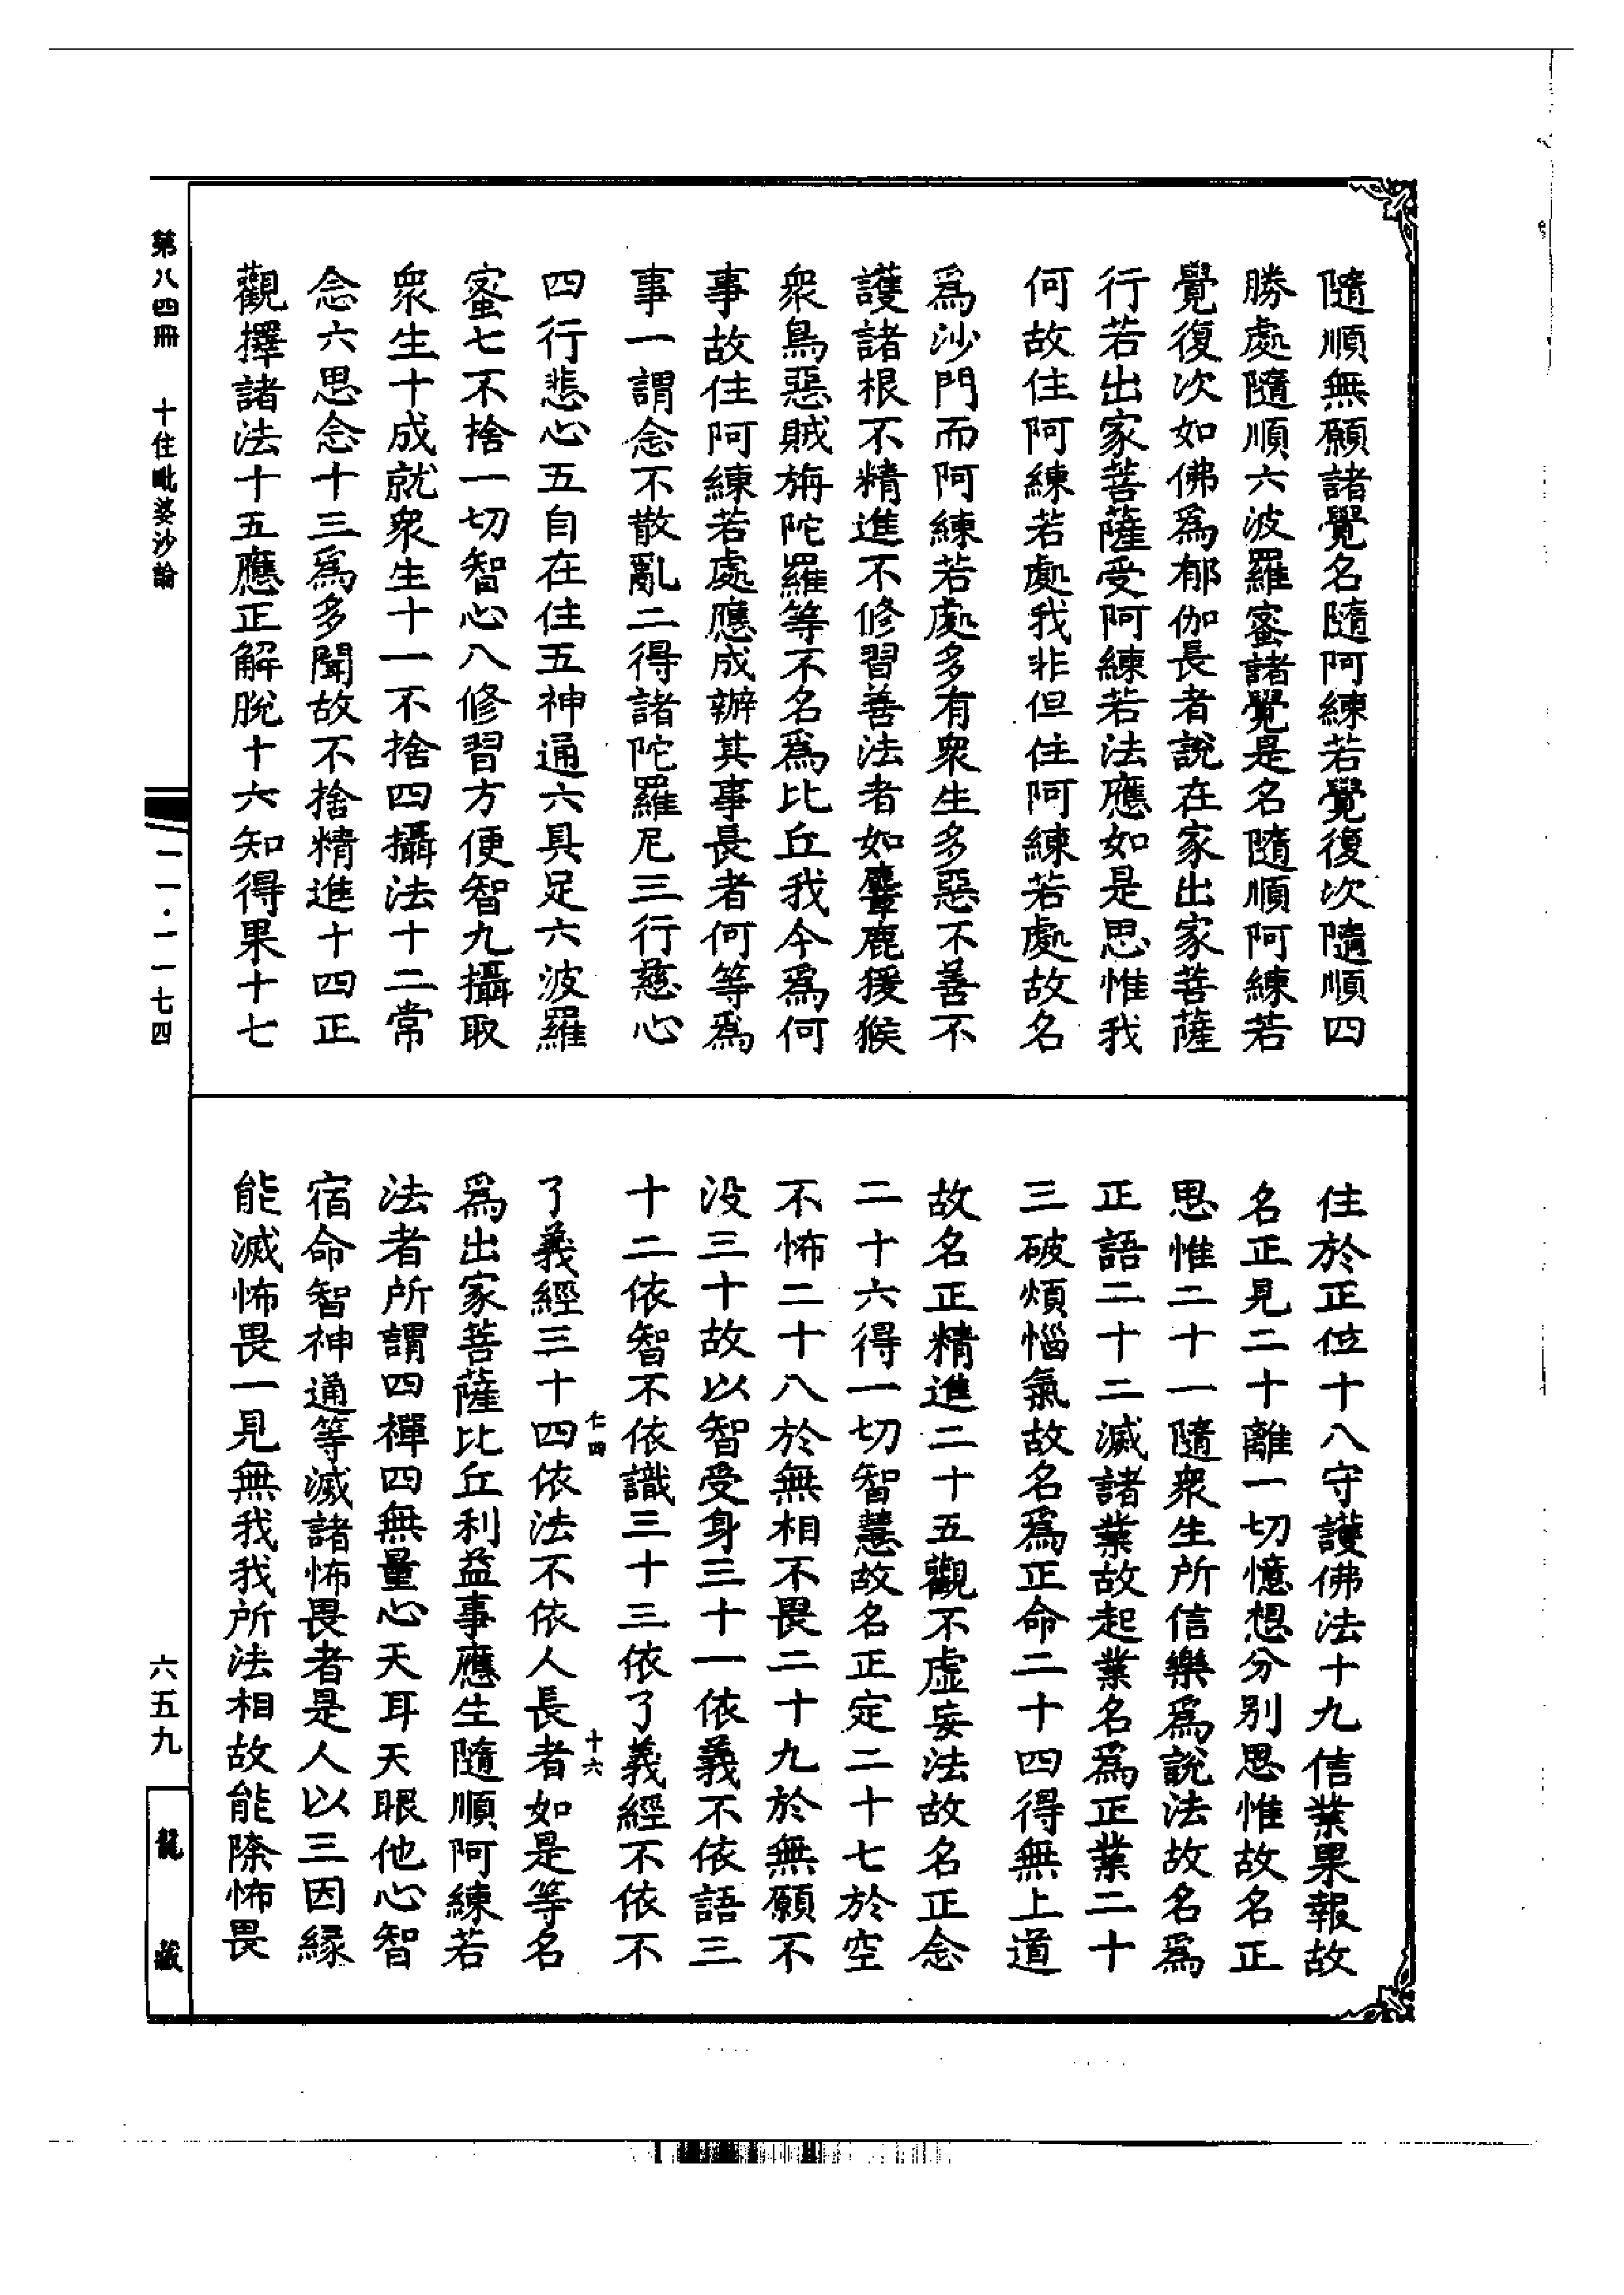 隨順無願諸覺名隨阿練若覺復次隨順四
勝處隨順六波羅蜜諸覺是名隨順阿練若
覺復次如佛爲郁伽長者說在家出家菩薩
行若出家菩薩受阿練若法應如是思惟我
何故住阿練若處我非但住阿練若處故名
爲沙門而阿練若處多有衆生多惡不善不
護諸根不精進不修習善法者如麞鹿猨猴
衆鳥惡賊旃陀羅等不名爲比丘我今爲何
事故住阿練若處應成辦其事長者何等爲
事一謂念不散亂二得諸陀羅尼三行慈心
四行悲心五自在住五神通六具足六波羅
蜜七不捨一切智心八修習方便智九攝取
衆生十成就衆生十一不捨四攝法十二常
念六思念十三爲多聞故不捨精進十四正
觀擇諸法十五應正解脫十六知得果十七
住於正位十八守護佛法十九信業果報故
名正見二十離一切憶想分别思惟故名正
思惟二十一隨衆生所信樂爲說法故名爲
正語二十二滅諸業故起業名爲正業二十
三破煩惱氣故名爲正命二十四得無上道
故名正精進二十五觀不虛妄法故名正念
二十六得一切智慧故名正定二十七於空
不怖二十八於無相不畏二十九於無願不
没三十故以智受身三十一依義不依語三
十二依智不依識三十三依了義經不依不
了義經三十四依法不依人長者如是等名
仁四
十六
爲出家菩薩比丘利益事應生隨順阿練若
法者所謂四禪四無量心天耳天眼他心智
宿命智神通等滅諸怖畏者是人以三因緣
能滅怖畏一見無我我所法相故能除怖畏
第八四冊 十住毗婆沙論
一一·一一七四
六五九
龍藏